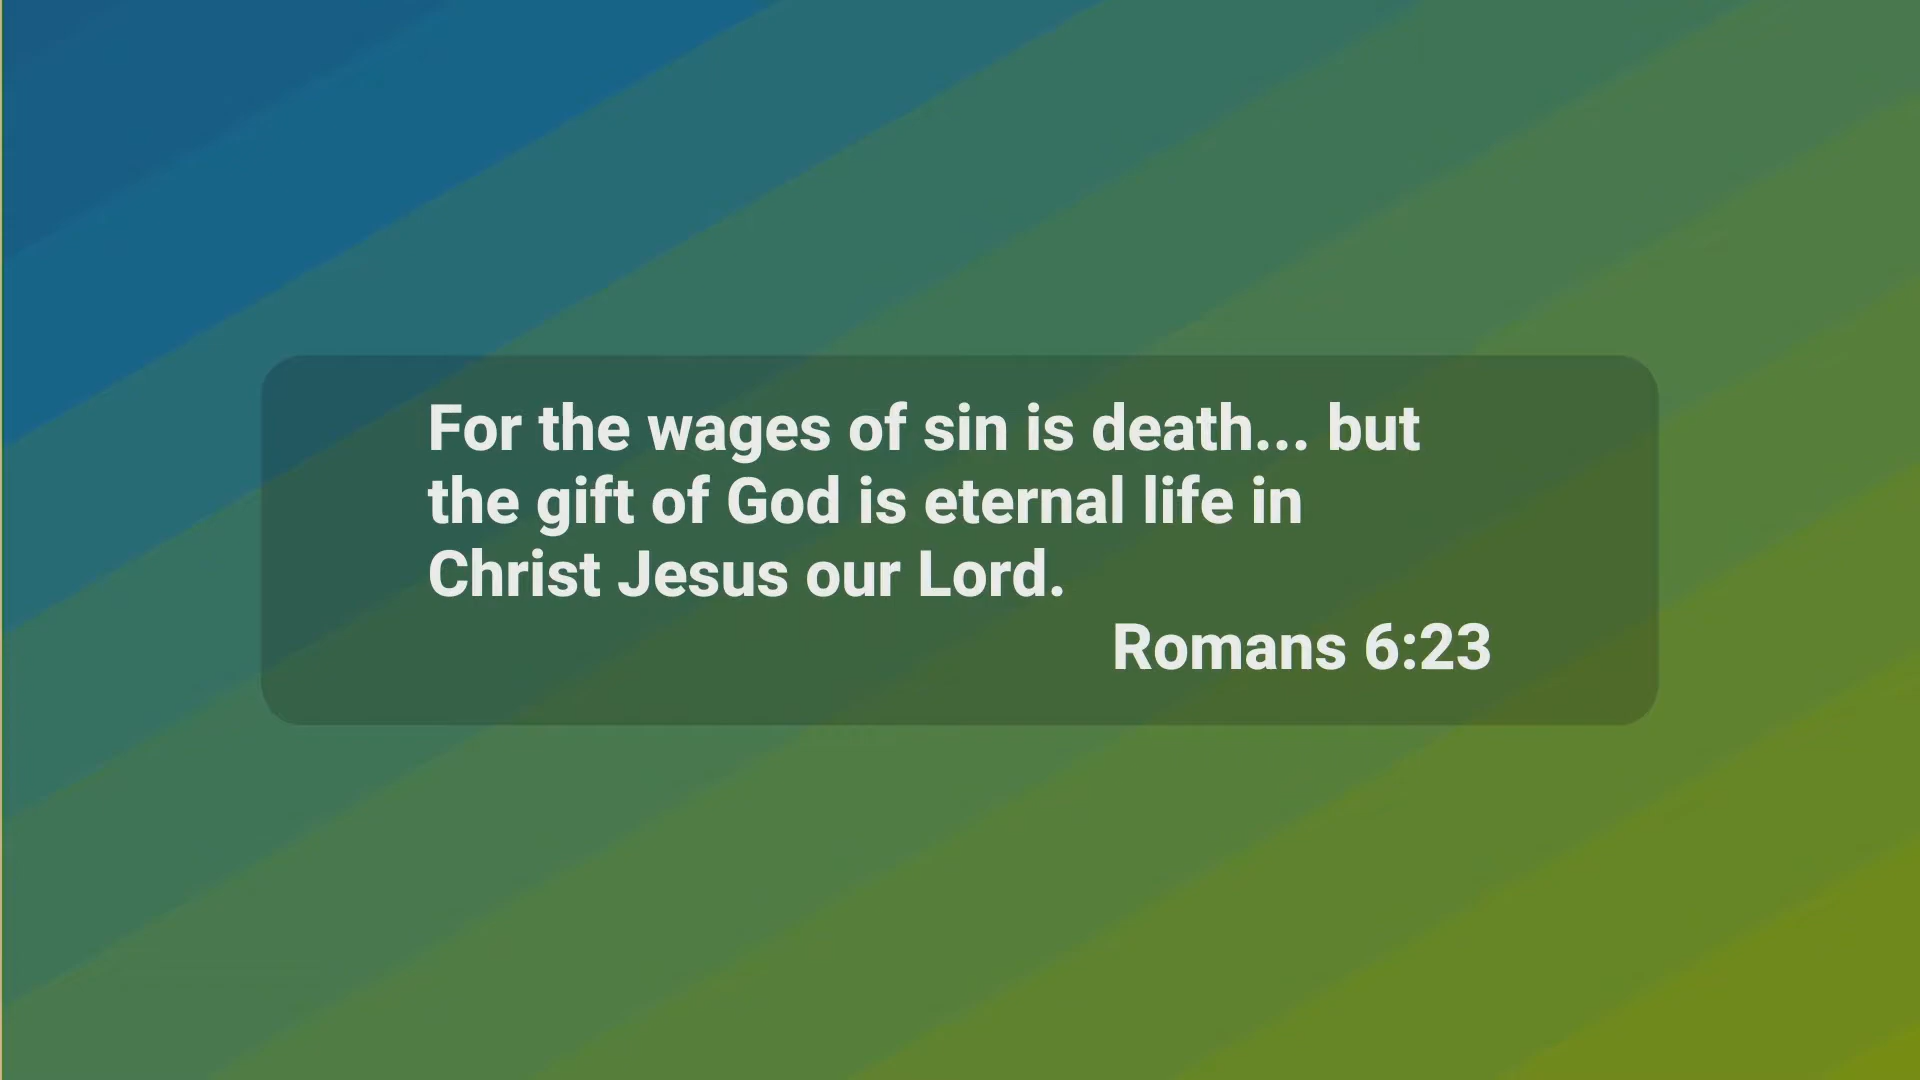 For the wages of sin is death... but
the gift of God is eternal life in
Christ Jesus our Lord.
Romans 6:23